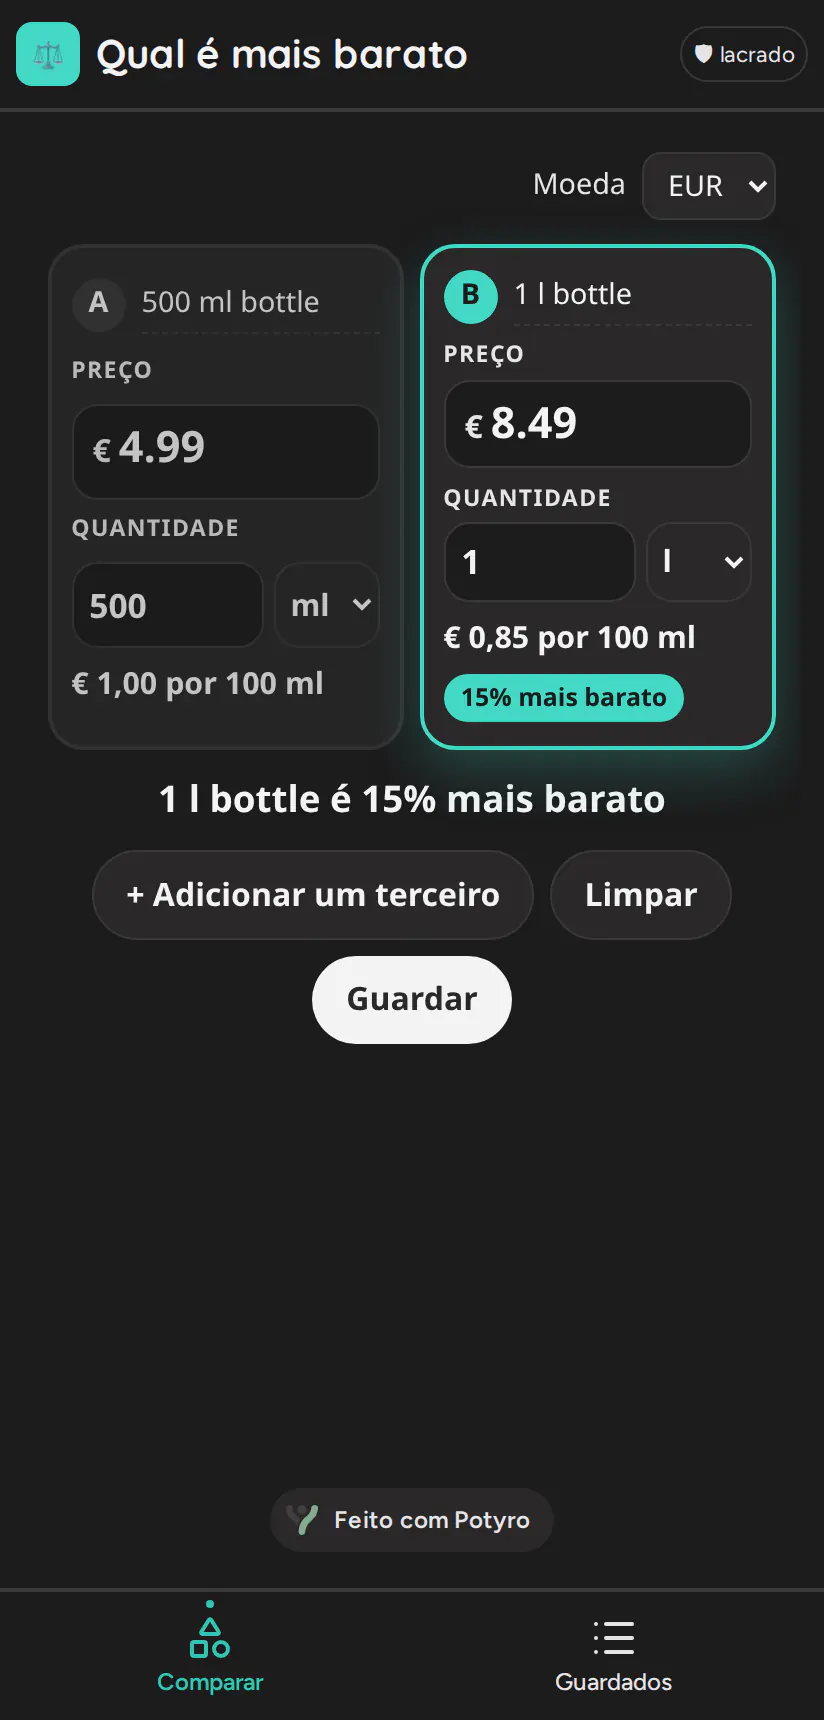 Qual é mais barato
lacrado
Moeda
EUR
A
500 ml bottle
PREÇO
€ 4.99
QUANTIDADE
500
ml
€ 1,00 por 100 ml
B
1 l bottle
PREÇO
€ 8.49
QUANTIDADE
1
l
€ 0,85 por 100 ml
15% mais barato
1 l bottle é 15% mais barato
+ Adicionar um terceiro
Limpar
Guardar
Feito com Potyro
Comparar
Guardados